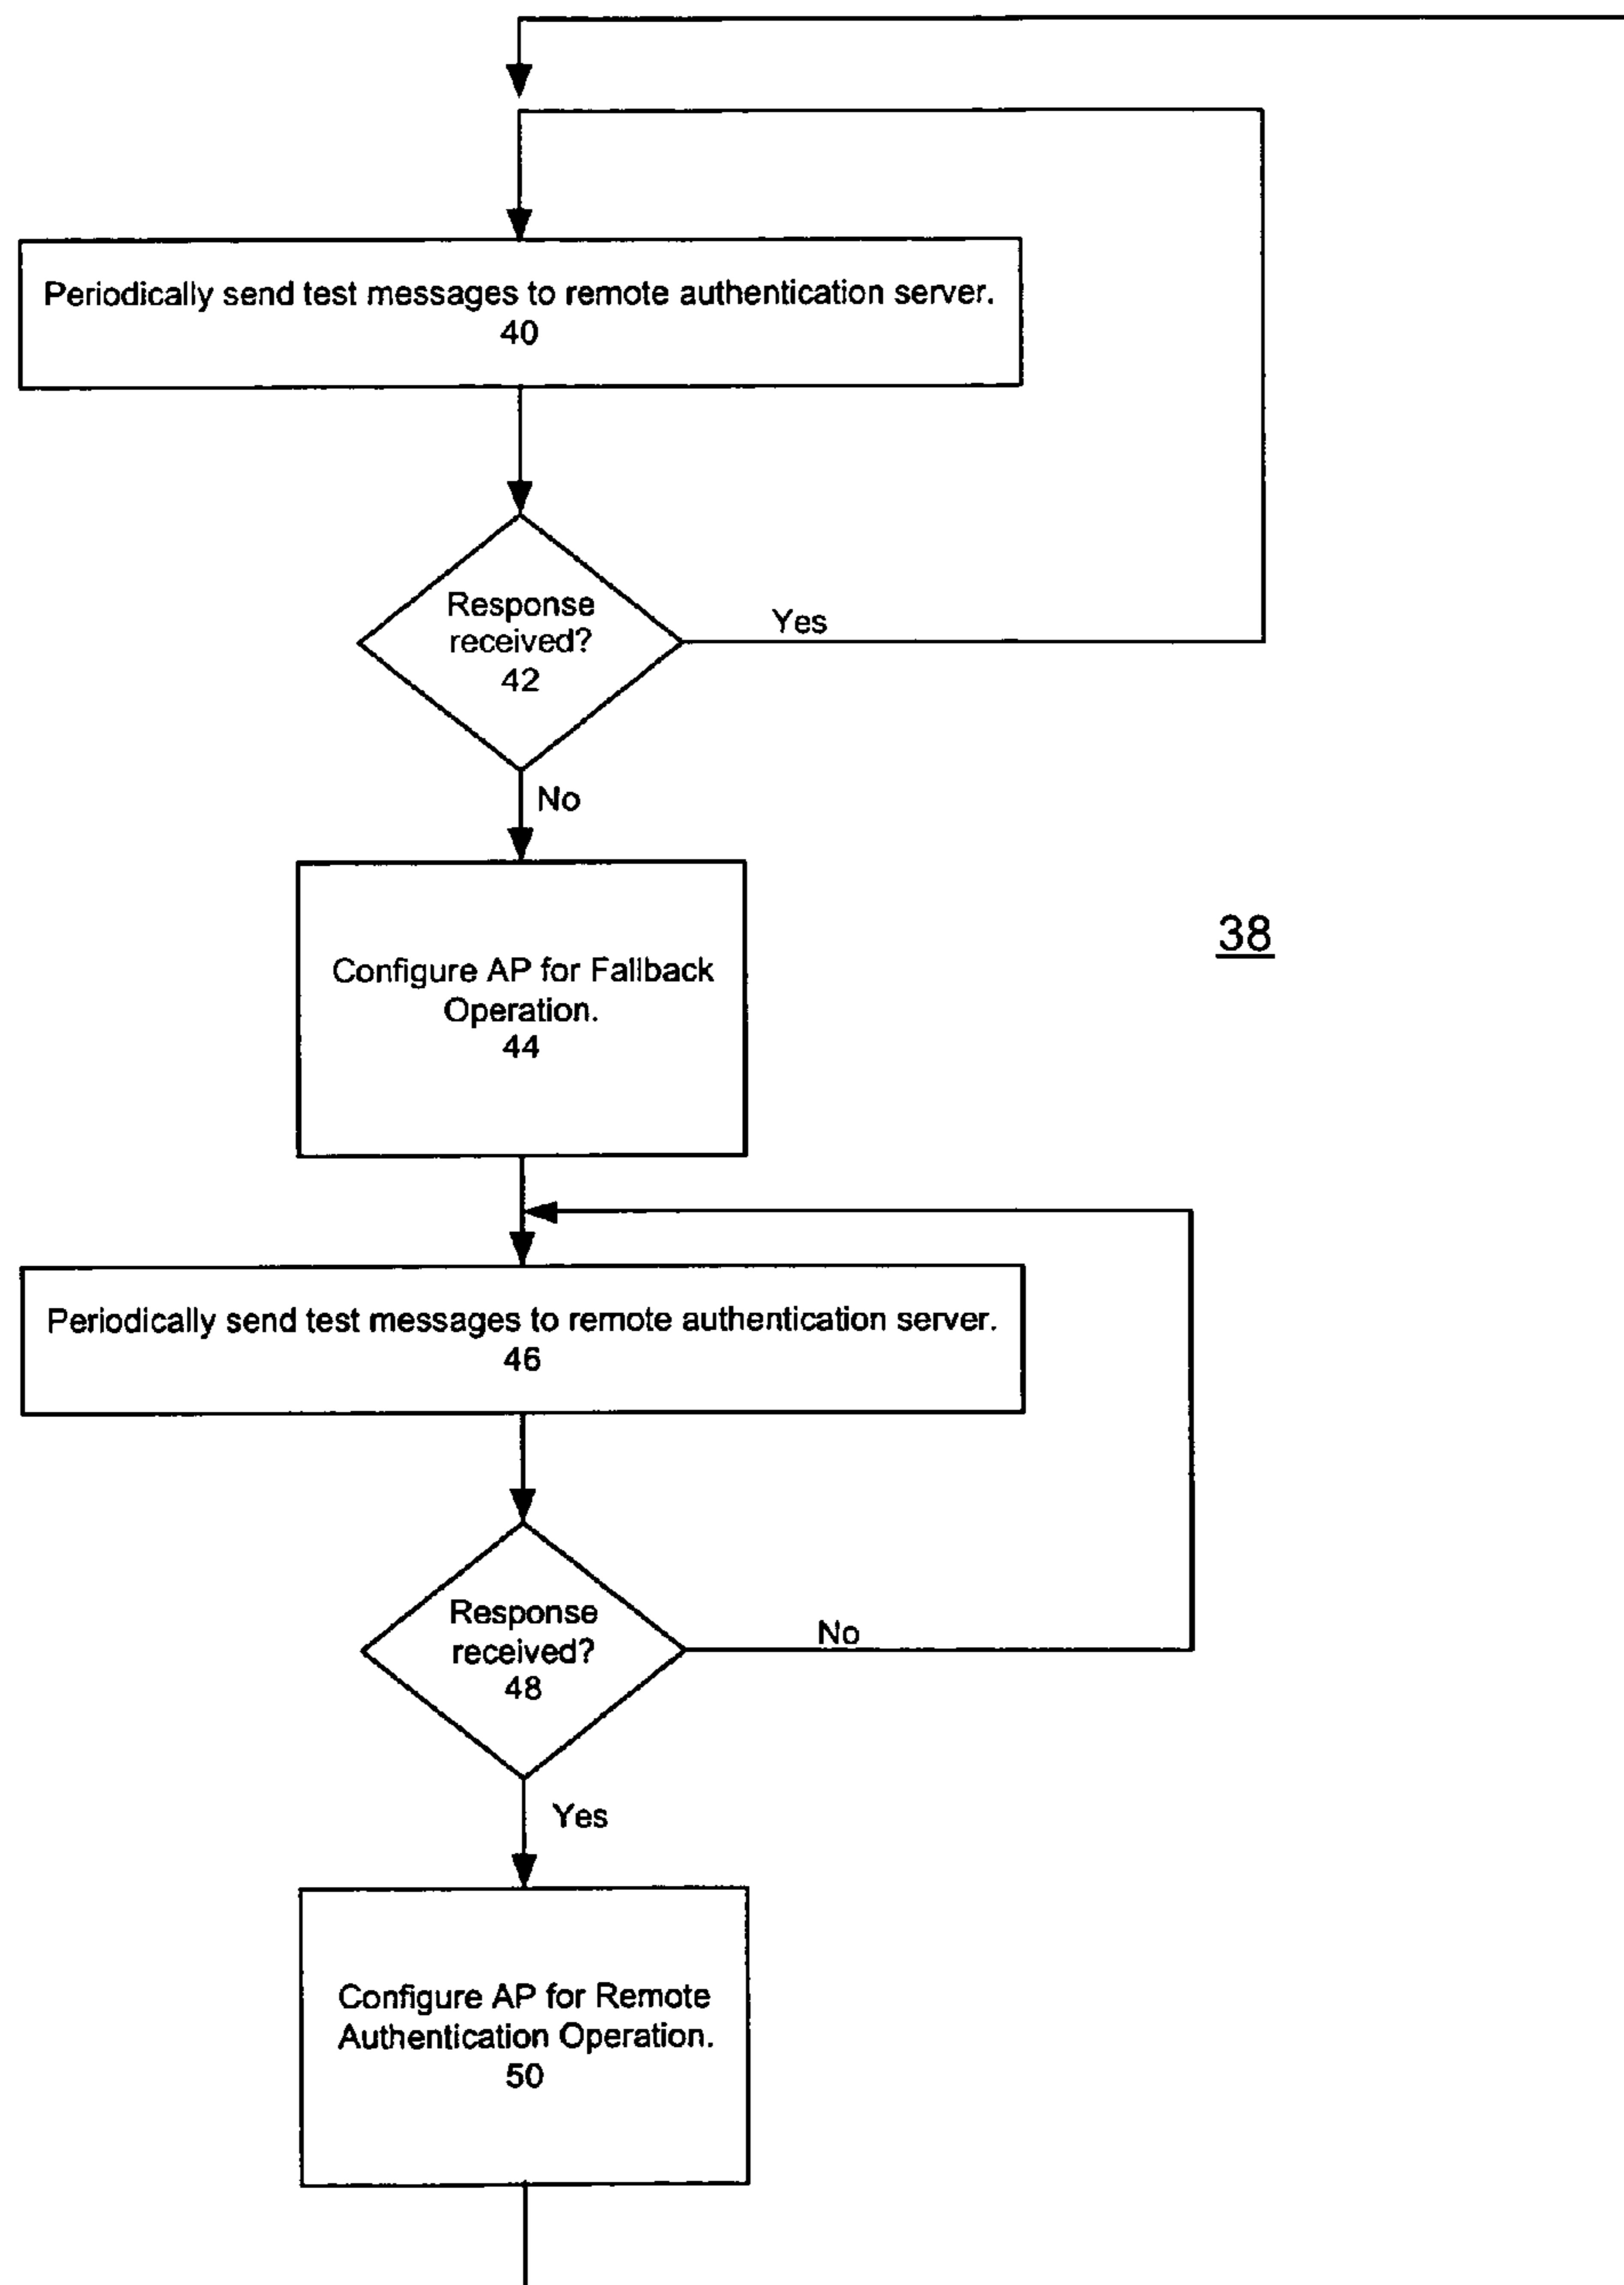 Periodically send test messages to remote authentication server.
40
Response
received?
42
Yes
No
Configure AP for Fallback
Operation.
44
38
Periodically send test messages to remote authentication server.
46
Response
received?
48
No
Yes
Configure AP for Remote
Authentication Operation.
50